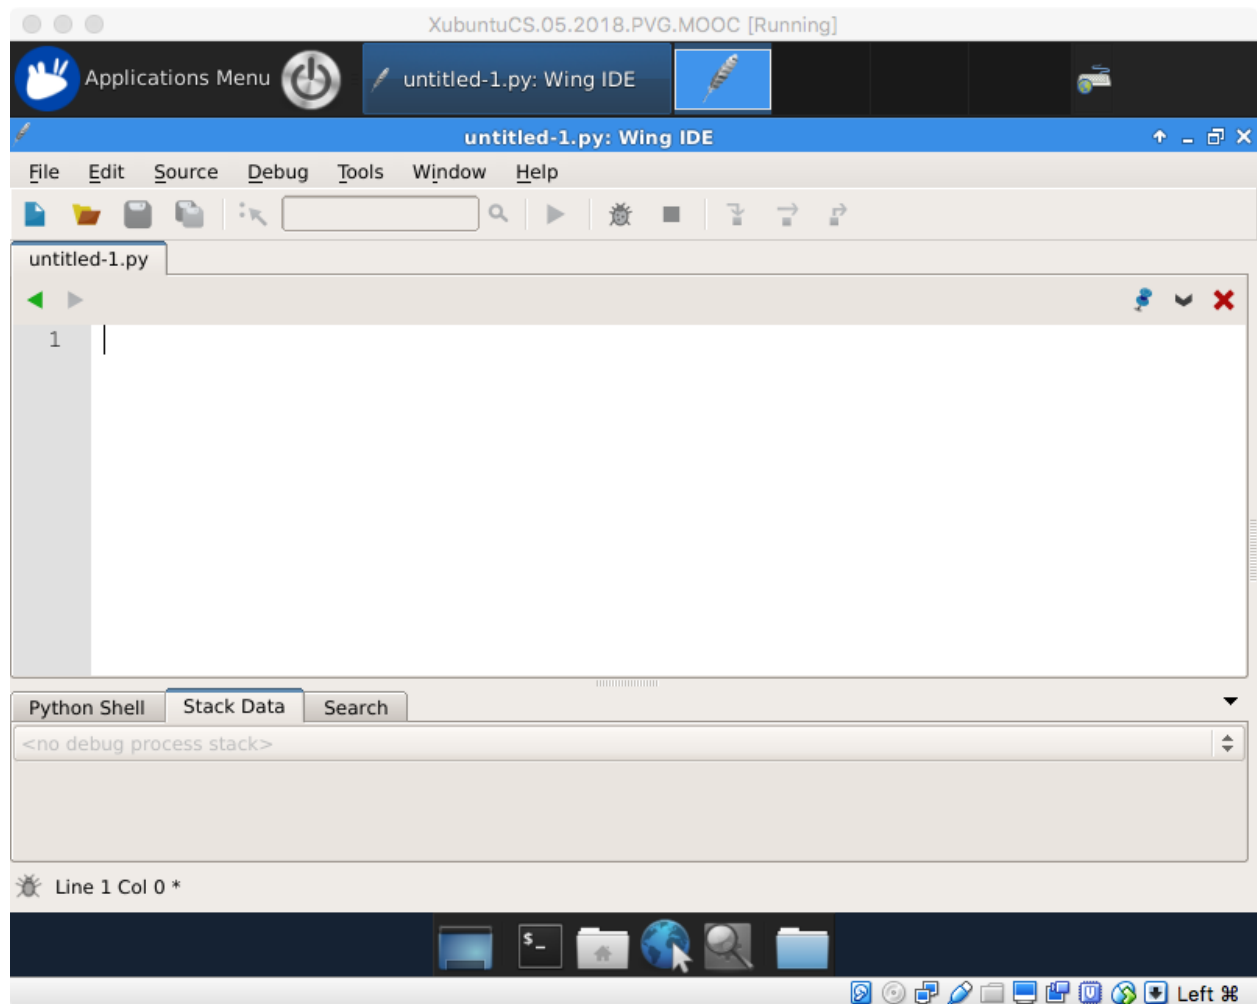 XubuntuCS.05.2018.PVG.MOOC [Running]
Applications Menu untitled-1.py: Wing IDE
untitled-1.py: Wing IDE
File Edit Source Debug Tools Window Help
untitled-1.py
1
Python Shell Stack Data Search
<no debug process stack>
Line 1 Col 0 *
$_
Left ⌘